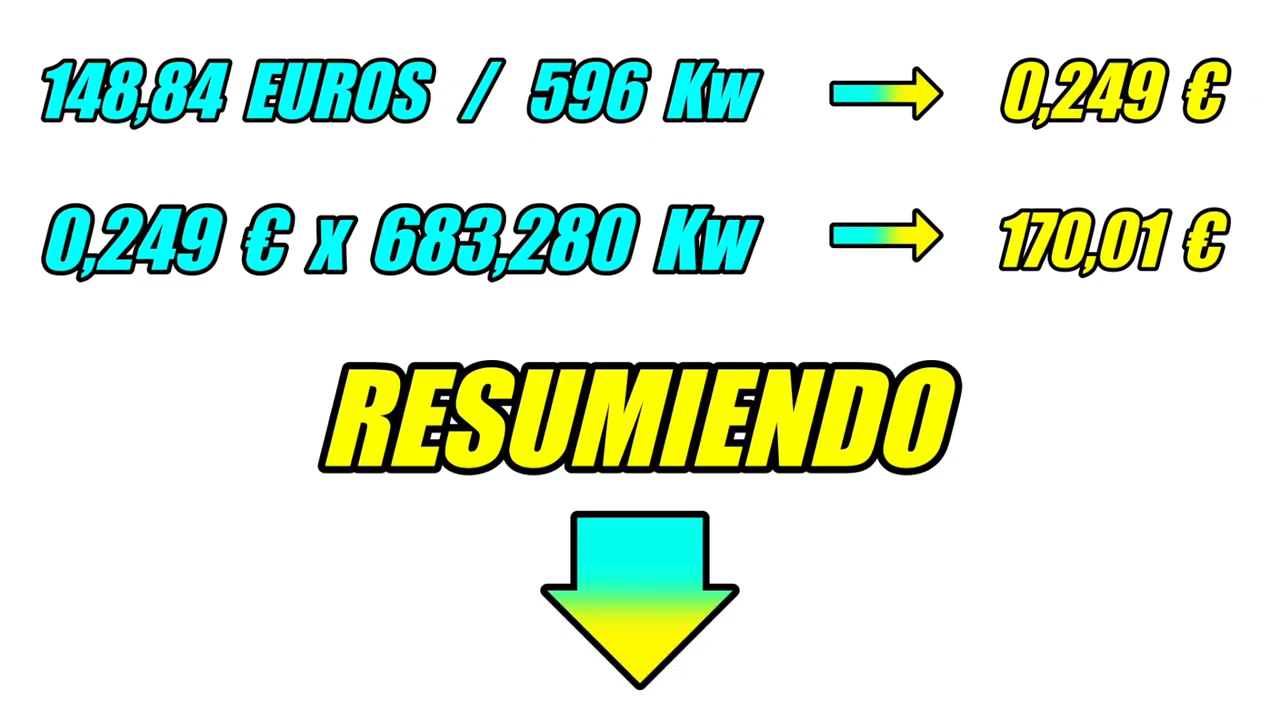 148,84 EUROS / 596 Kw 0,249 €
0,249 € x 683,280 Kw 170,01 €
RESUMIENDO